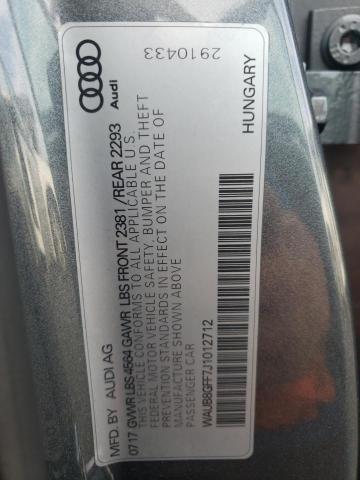 Audi
2910433
MFD. BY AUDI AG
HUNGARY
0717 GVWR LBS 4564 GAWR LBS FRONT 2381 /REAR 2293
THIS VEHICLE CONFORMS TO ALL APPLICABLE U.S.
FEDERAL MOTOR VEHICLE SAFETY, BUMPER AND THEFT
PREVENTION STANDARDS IN EFFECT ON THE DATE OF
MANUFACTURE SHOWN ABOVE
PASSENGER CAR
WAUB8GFF7J1012712